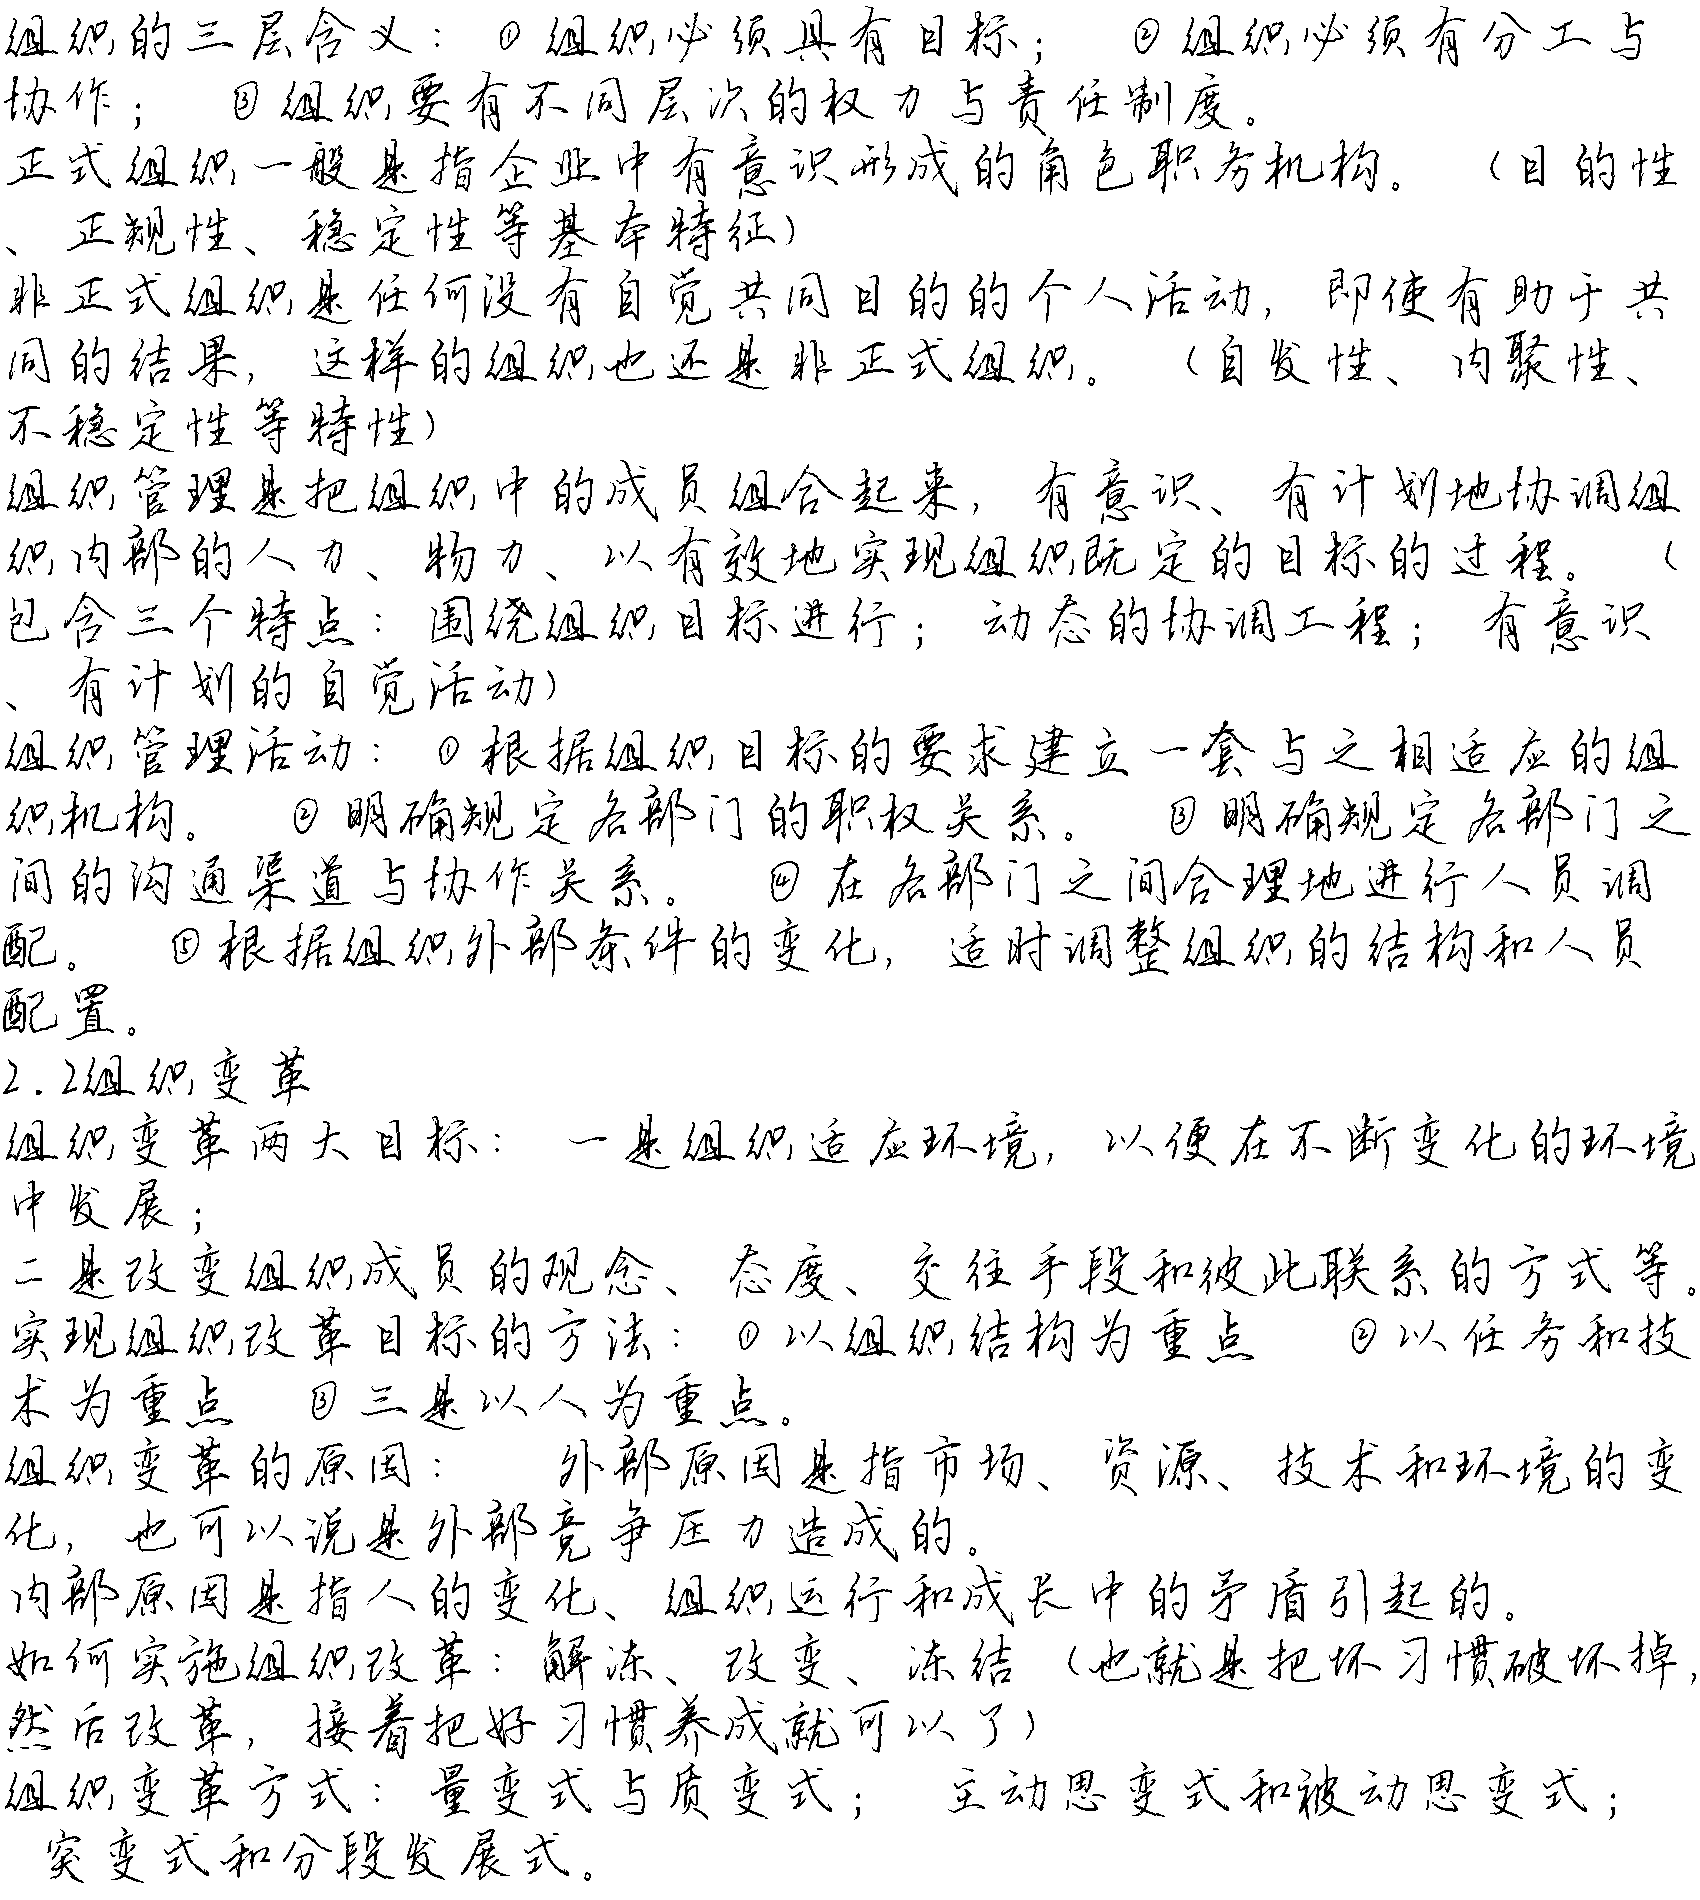 组织的三层含义： ①组织必须具有目标； ②组织必须有分工与
协作； ③组织要有不同层次的权力与责任制度。
正式组织一般是指企业中有意识形成的角色职务机构。 （目的性
、正规性、稳定性等基本特征）
非正式组织是任何没有自觉共同目的的个人活动，即使有助于共
同的结果，这样的组织也还是非正式组织。 （自发性、内聚性、
不稳定性等特性）
组织管理是把组织中的成员组合起来，有意识、有计划地协调组
织内部的人力、物力、以有效地实现组织既定的目标的过程。 （
包含三个特点：围绕组织目标进行；动态的协调工程；有意识
、有计划的自觉活动）
组织管理活动： ①根据组织目标的要求建立一套与之相适应的组
织机构。 ②明确规定各部门的职权关系。 ③明确规定各部门之
间的沟通渠道与协作关系。 ④在各部门之间合理地进行人员调
配。 ⑤根据组织外部条件的变化，适时调整组织的结构和人员
配置。
2.2组织变革
组织变革两大目标： 一是组织适应环境，以便在不断变化的环境
中发展；
二是改变组织成员的观念、态度、交往手段和彼此联系的方式等。
实现组织改革目标的方法： ①以组织结构为重点 ②以任务和技
术为重点 ③三是以人为重点。
组织变革的原因： 外部原因是指市场、资源、技术和环境的变
化，也可以说是外部竞争压力造成的。
内部原因是指人的变化、组织运行和成长中的矛盾引起的。
如何实施组织改革：解冻、改变、冻结（也就是把坏习惯破坏掉，
然后改革，接着把好习惯养成就可以了）
组织变革方式：量变式与质变式； 主动思变式和被动思变式；
突变式和分段发展式。